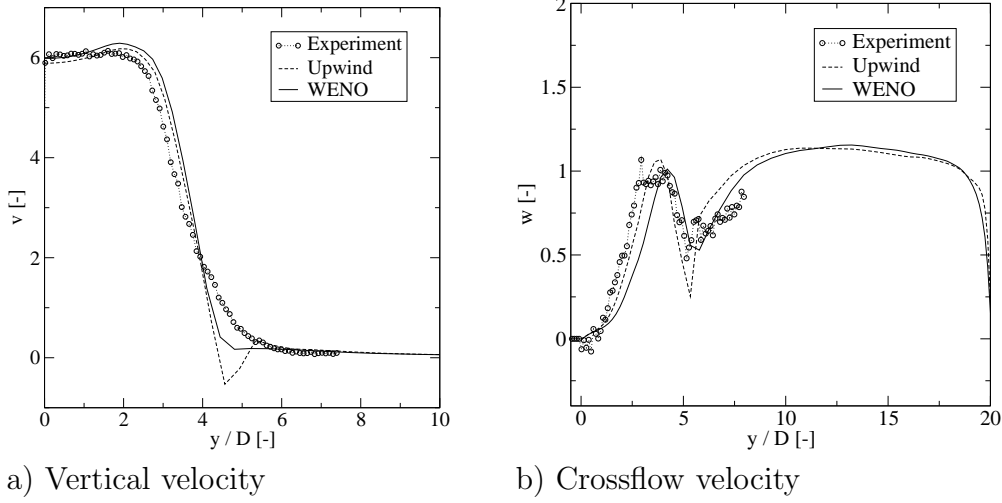 6
4
2
0
v [-]
0
2
4
6
8
10
y / D [-]
Experiment
Upwind
WENO
a) Vertical velocity
2
1.5
1
0.5
0
w [-]
0
5
10
15
20
y / D [-]
Experiment
Upwind
WENO
b) Crossflow velocity